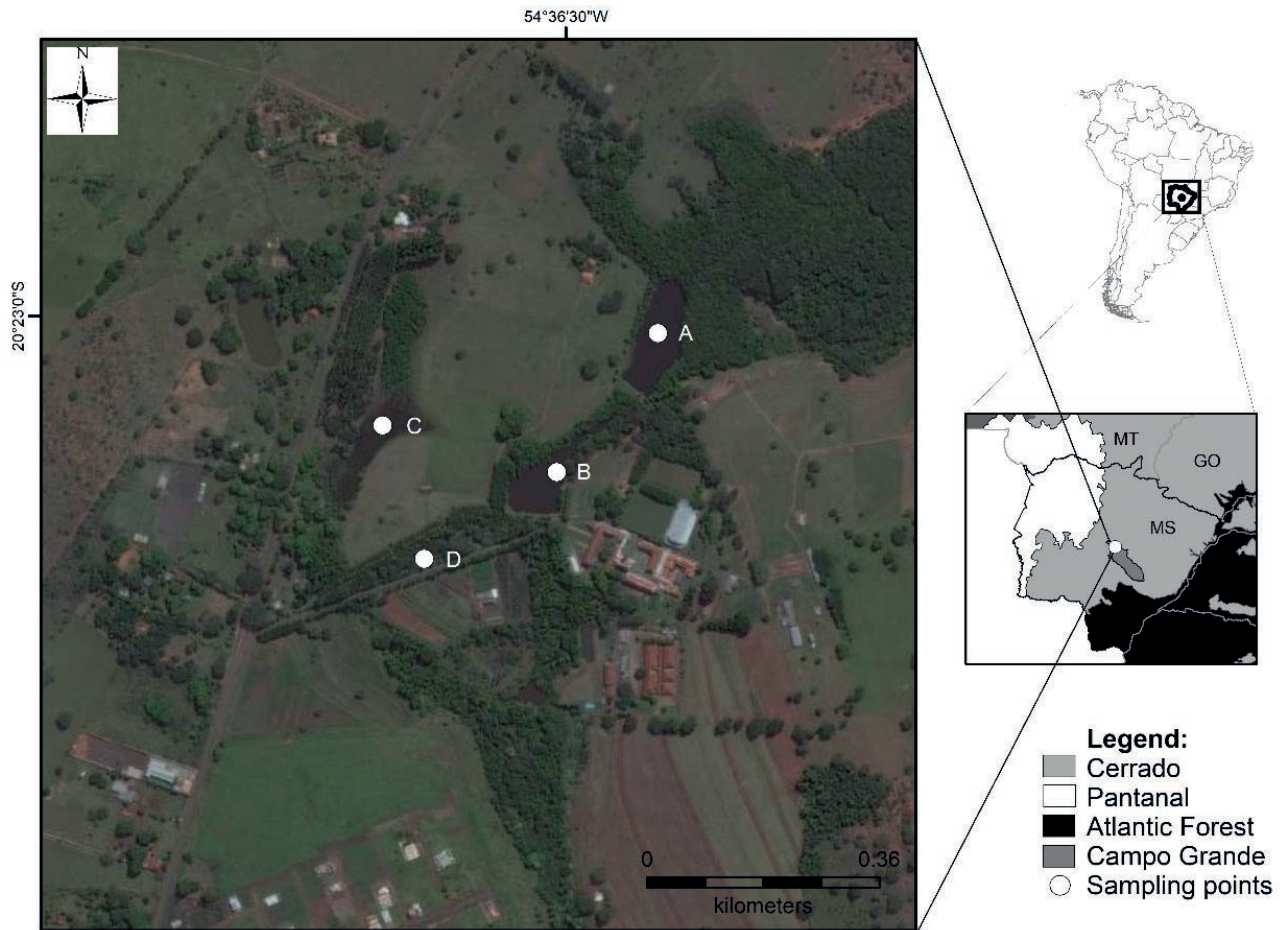 54°36'30"W
N
20°23'0"S
A
C
B
D
0
0.36
kilometers
MT
GO
MS
Legend:
Cerrado
Pantanal
Atlantic Forest
Campo Grande
Sampling points